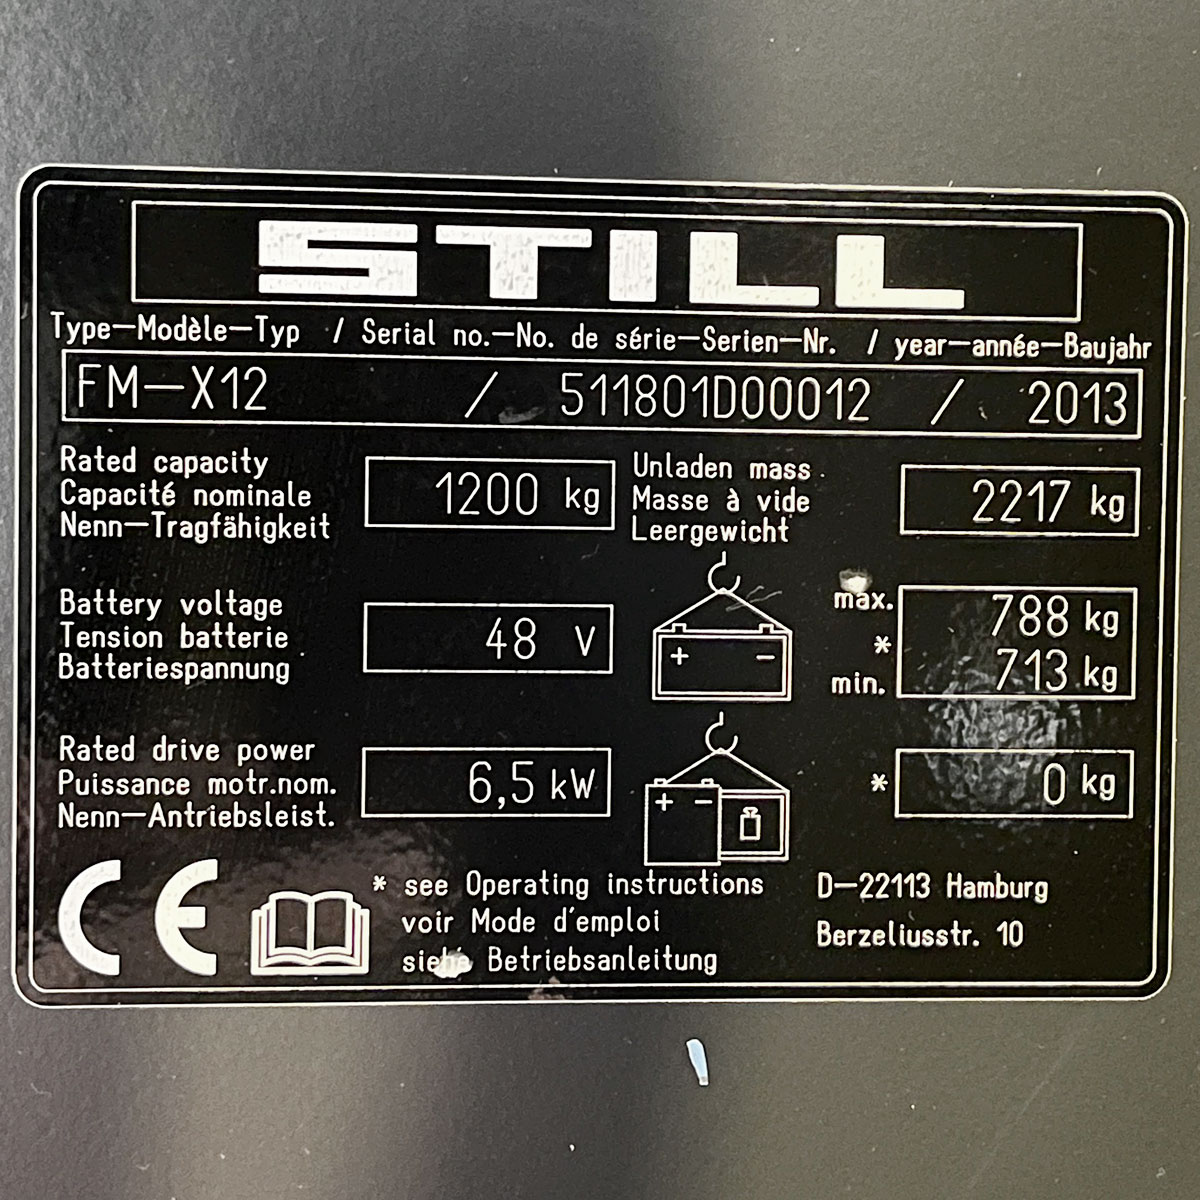 STILL
Type-Modèle-Typ / Serial no.-No. de série-Serien-Nr. / year-année-Baujahr
FM-X12 / 511801D00012 / 2013
Rated capacity
Capacité nominale
Nenn-Tragfähigkeit
1200 kg
Unladen mass
Masse à vide
Leergewicht
2217 kg
Battery voltage
Tension batterie
Batteriespannung
48 V
+ -
max. 788 kg
*
min. 713 kg
Rated drive power
Puissance motr.nom.
Nenn-Antriebsleist.
6,5 kW
+ -
* 0 kg
CE
* see Operating instructions
voir Mode d'emploi
siehe Betriebsanleitung
D-22113 Hamburg
Berzeliusstr. 10